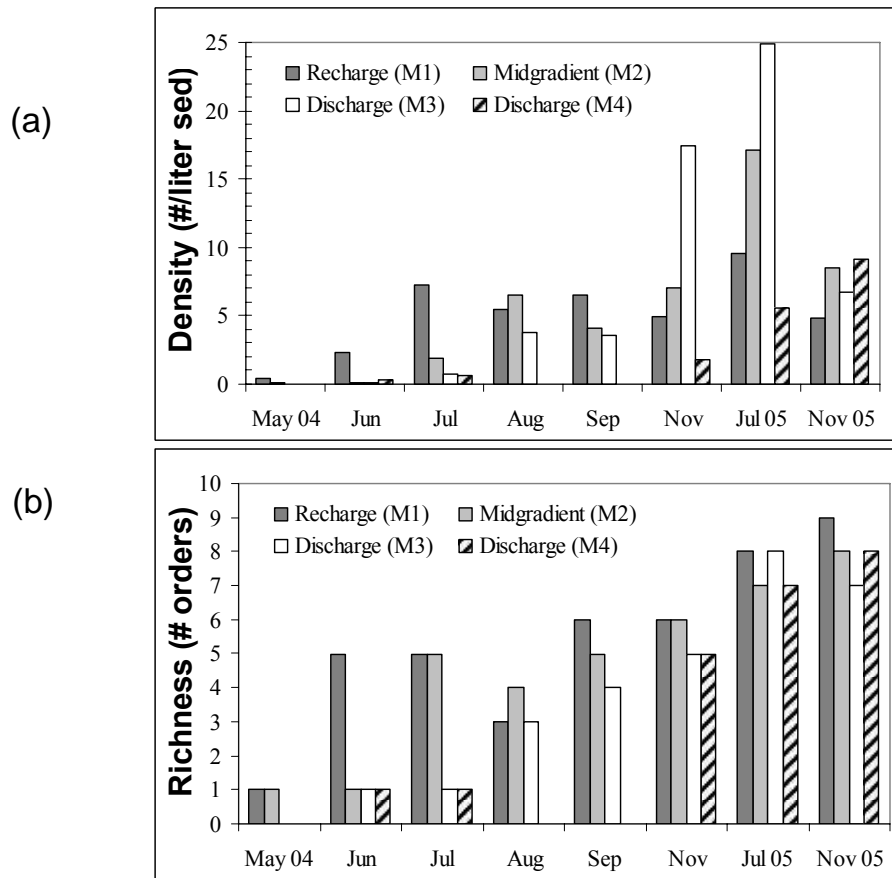 (a)
Density (#/liter sed)
25
20
15
10
5
0
Recharge (M1) Midgradient (M2)
Discharge (M3) Discharge (M4)
May 04 Jun Jul Aug Sep Nov Jul 05 Nov 05
(b)
Richness (# orders)
10
9
8
7
6
5
4
3
2
1
0
Recharge (M1) Midgradient (M2)
Discharge (M3) Discharge (M4)
May 04 Jun Jul Aug Sep Nov Jul 05 Nov 05